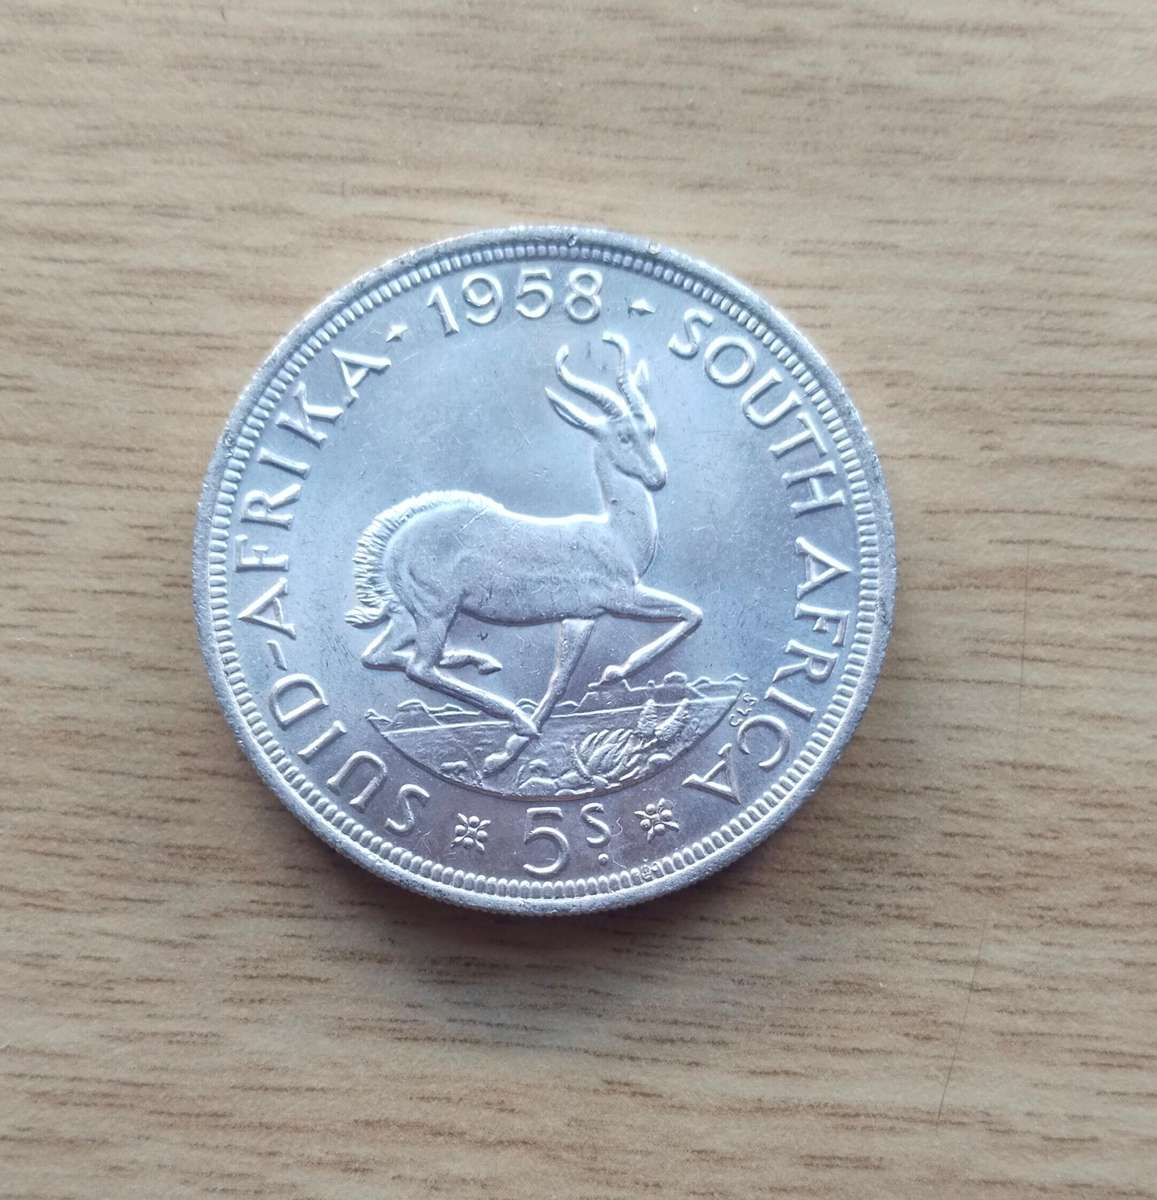 SUID-AFRIKA · 1958 · SOUTH AFRICA
5S.